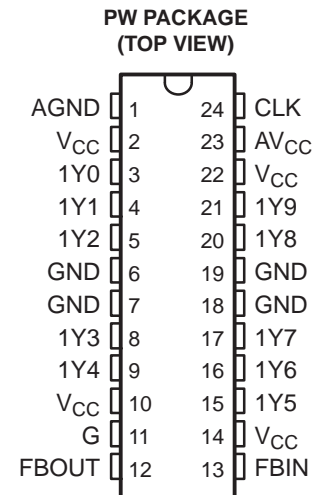 PW PACKAGE
(TOP VIEW)
AGND 1 24 CLK
VCC 2 23 AVCC
1Y0 3 22 VCC
1Y1 4 21 1Y9
1Y2 5 20 1Y8
GND 6 19 GND
GND 7 18 GND
1Y3 8 17 1Y7
1Y4 9 16 1Y6
VCC 10 15 1Y5
G 11 14 VCC
FBOUT 12 13 FBIN